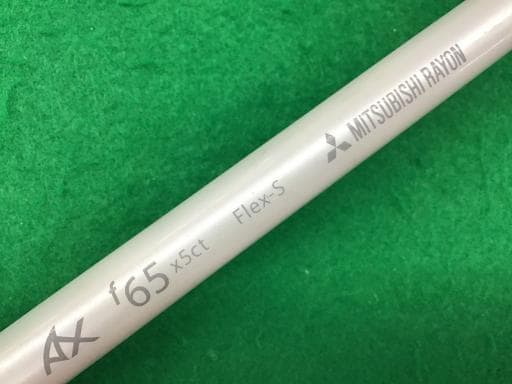 AX f65 x5ct Flex-S MITSUBISHI RAYON